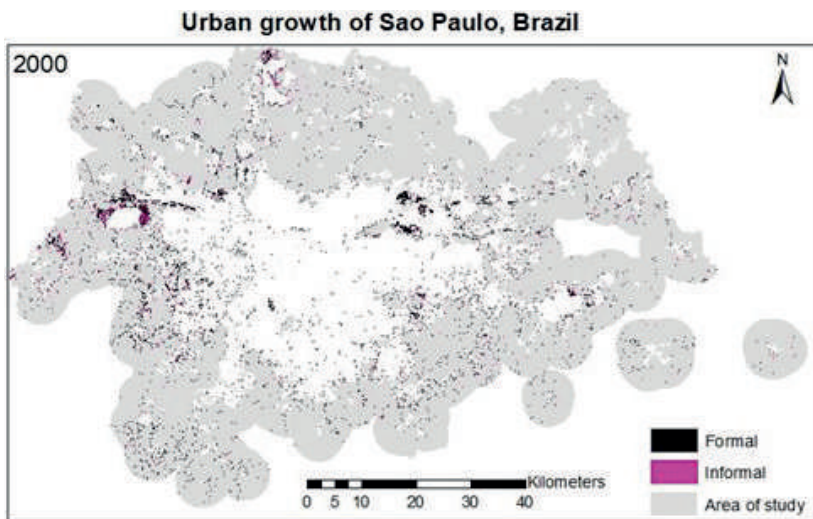 Urban growth of Sao Paulo, Brazil
2000
N
Formal
Informal
Area of study
Kilometers
0 5 10 20 30 40